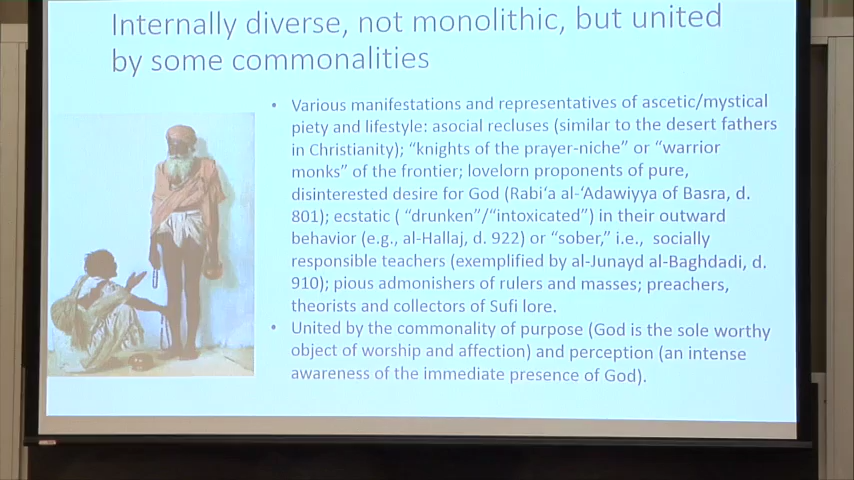 Internally diverse, not monolithic, but united
by some commonalities
• Various manifestations and representatives of ascetic/mystical
piety and lifestyle: asocial recluses (similar to the desert fathers
in Christianity); “knights of the prayer-niche” or “warrior
monks” of the frontier; lovelorn proponents of pure,
disinterested desire for God (Rabi‘a al-‘Adawiyya of Basra, d.
801); ecstatic ( “drunken”/“intoxicated”) in their outward
behavior (e.g., al-Hallaj, d. 922) or “sober,” i.e., socially
responsible teachers (exemplified by al-Junayd al-Baghdadi, d.
910); pious admonishers of rulers and masses; preachers,
theorists and collectors of Sufi lore.
• United by the commonality of purpose (God is the sole worthy
object of worship and affection) and perception (an intense
awareness of the immediate presence of God).